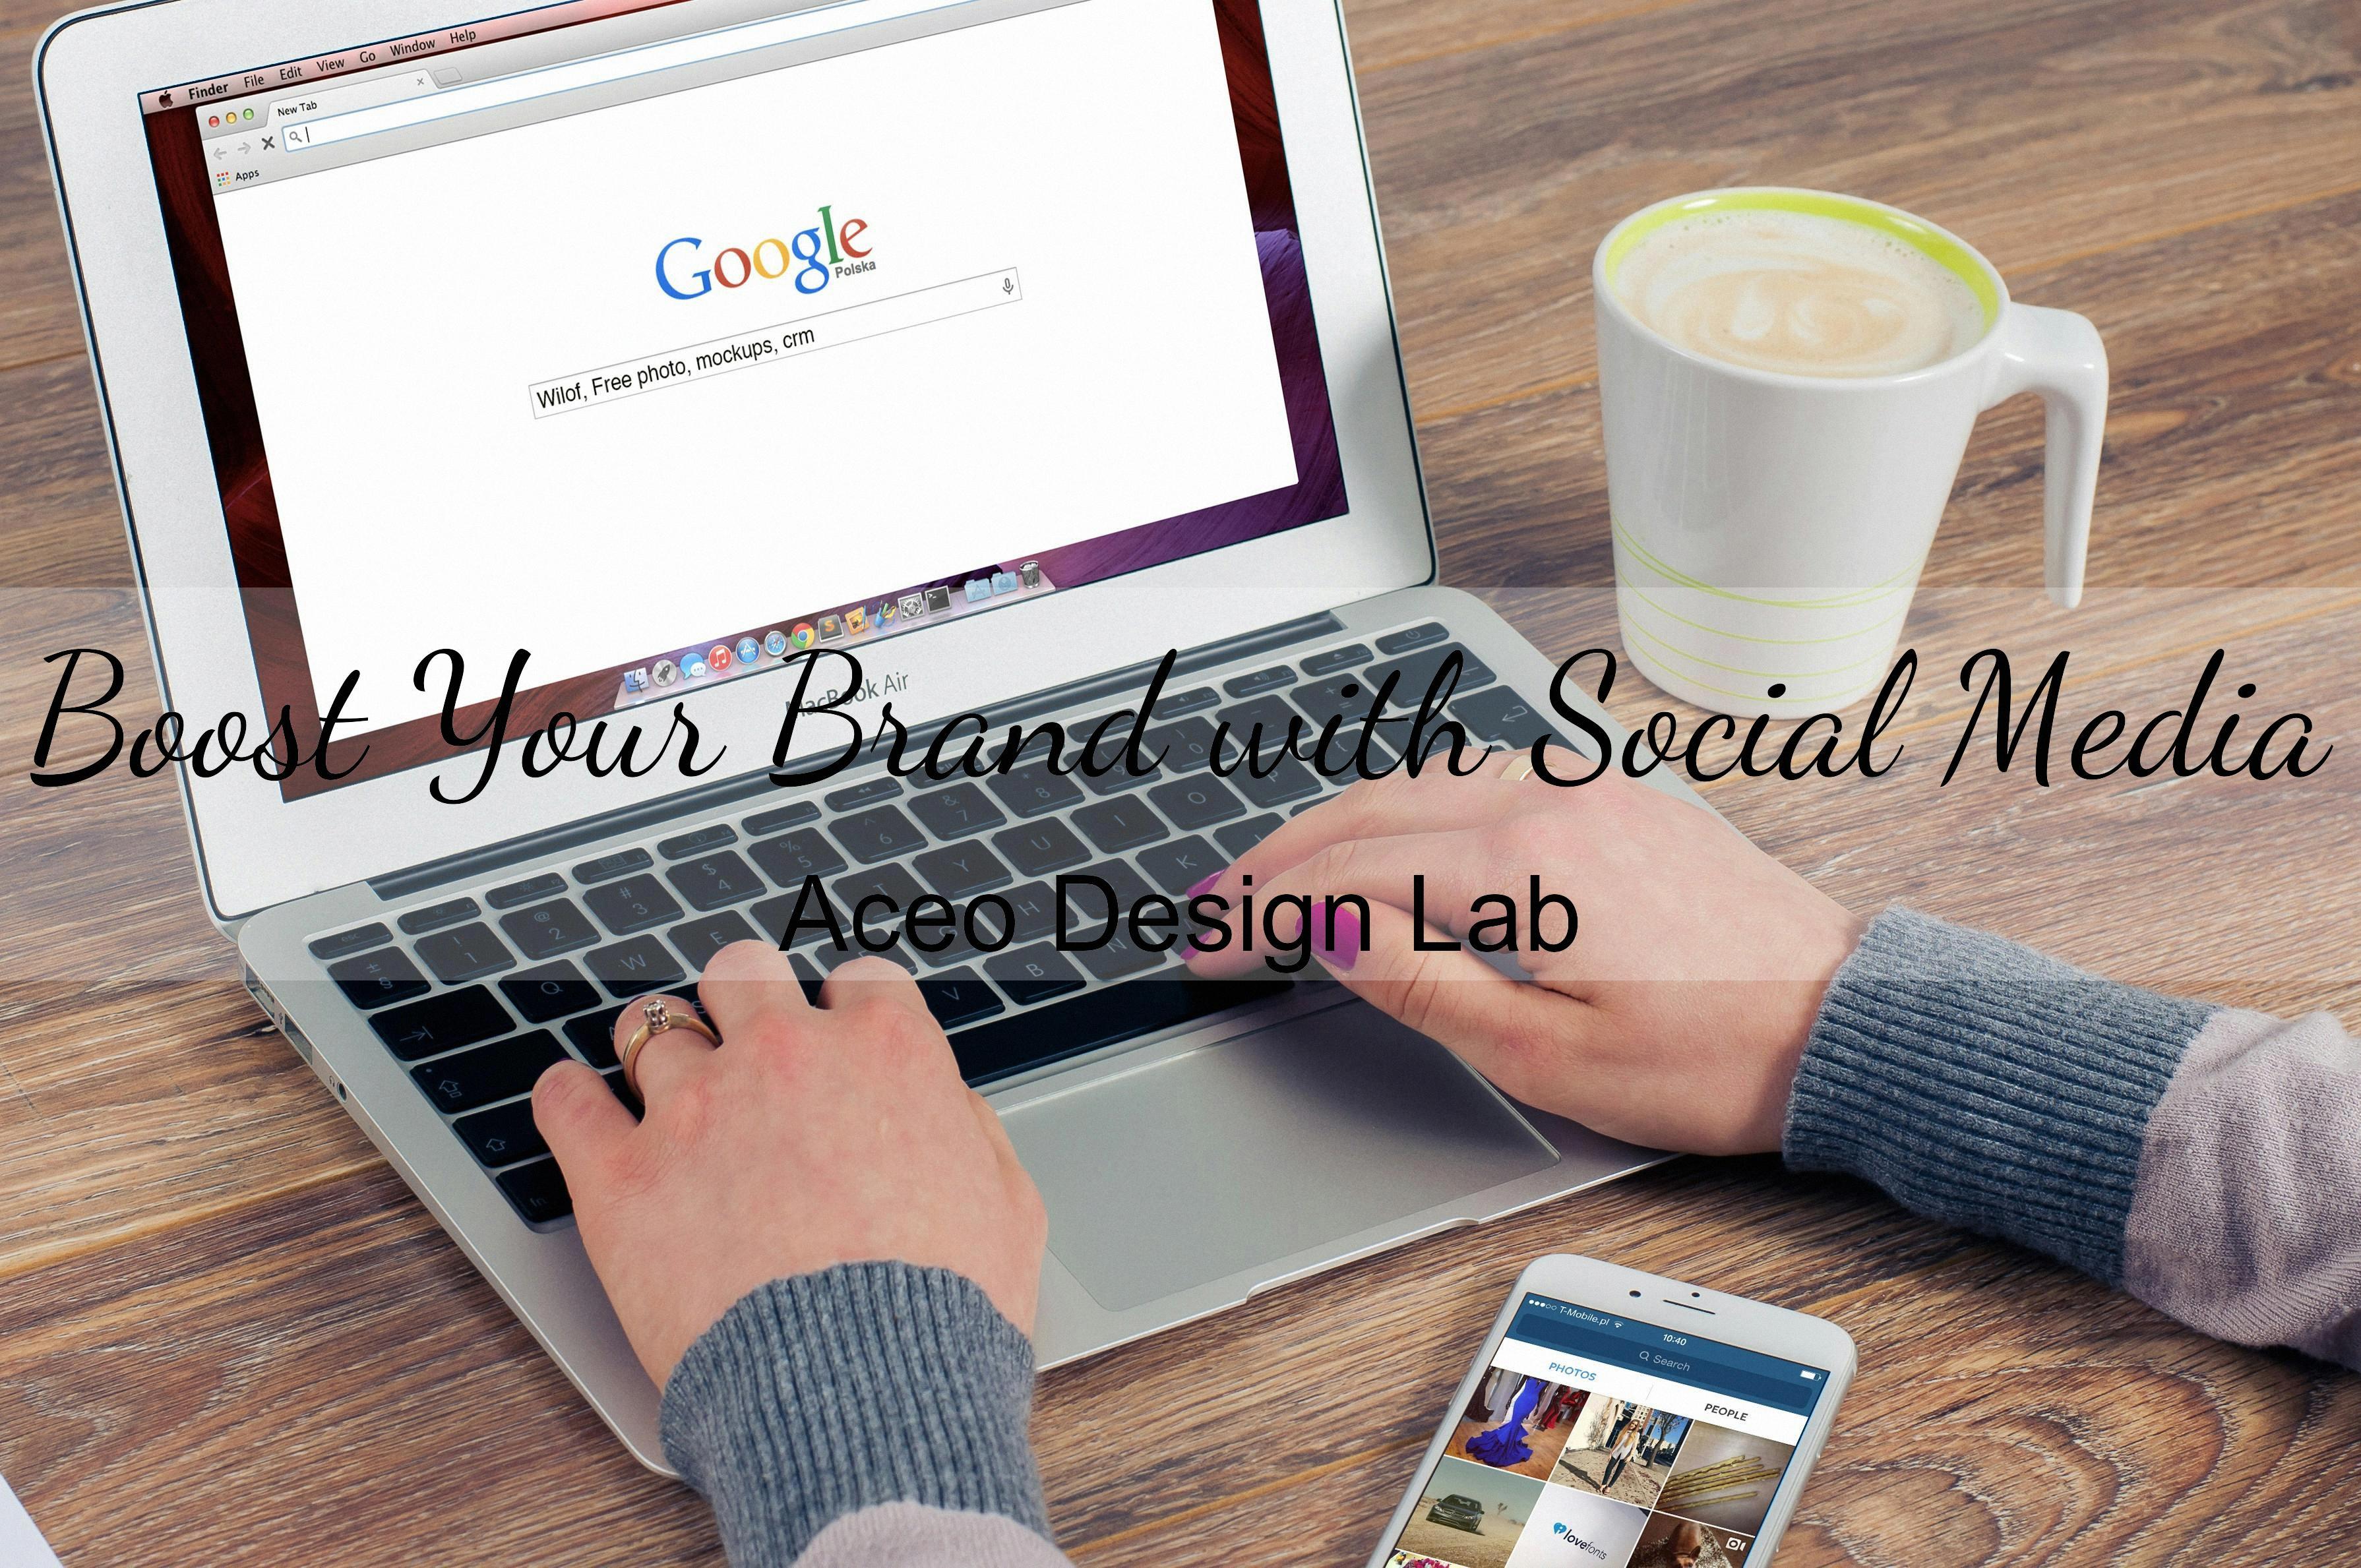 Finder File Edit View Go Window Help
New Tab
Apps
Google
Polska
Wilof, Free photo, mockups, crm
MacBook Air
Boost Your Brand with Social Media
Aceo Design Lab
T-Mobile.pl
10:40
Search
PHOTOS PEOPLE
lovefonts